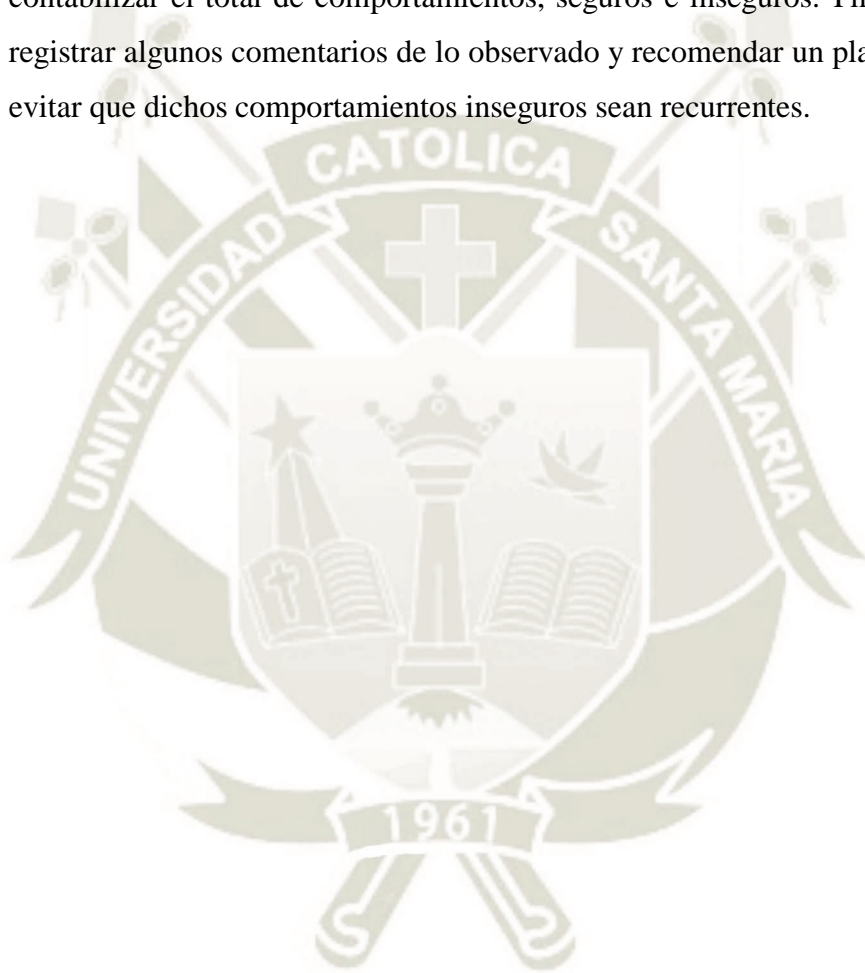 contabilizar el total de comportamientos, seguros e inseguros.
registrar algunos comentarios de lo observado y recomendar un
evitar que dichos comportamientos inseguros sean recurrentes.
CATOLICA
UNIVERSIDAD
SANTA MARIA
1961